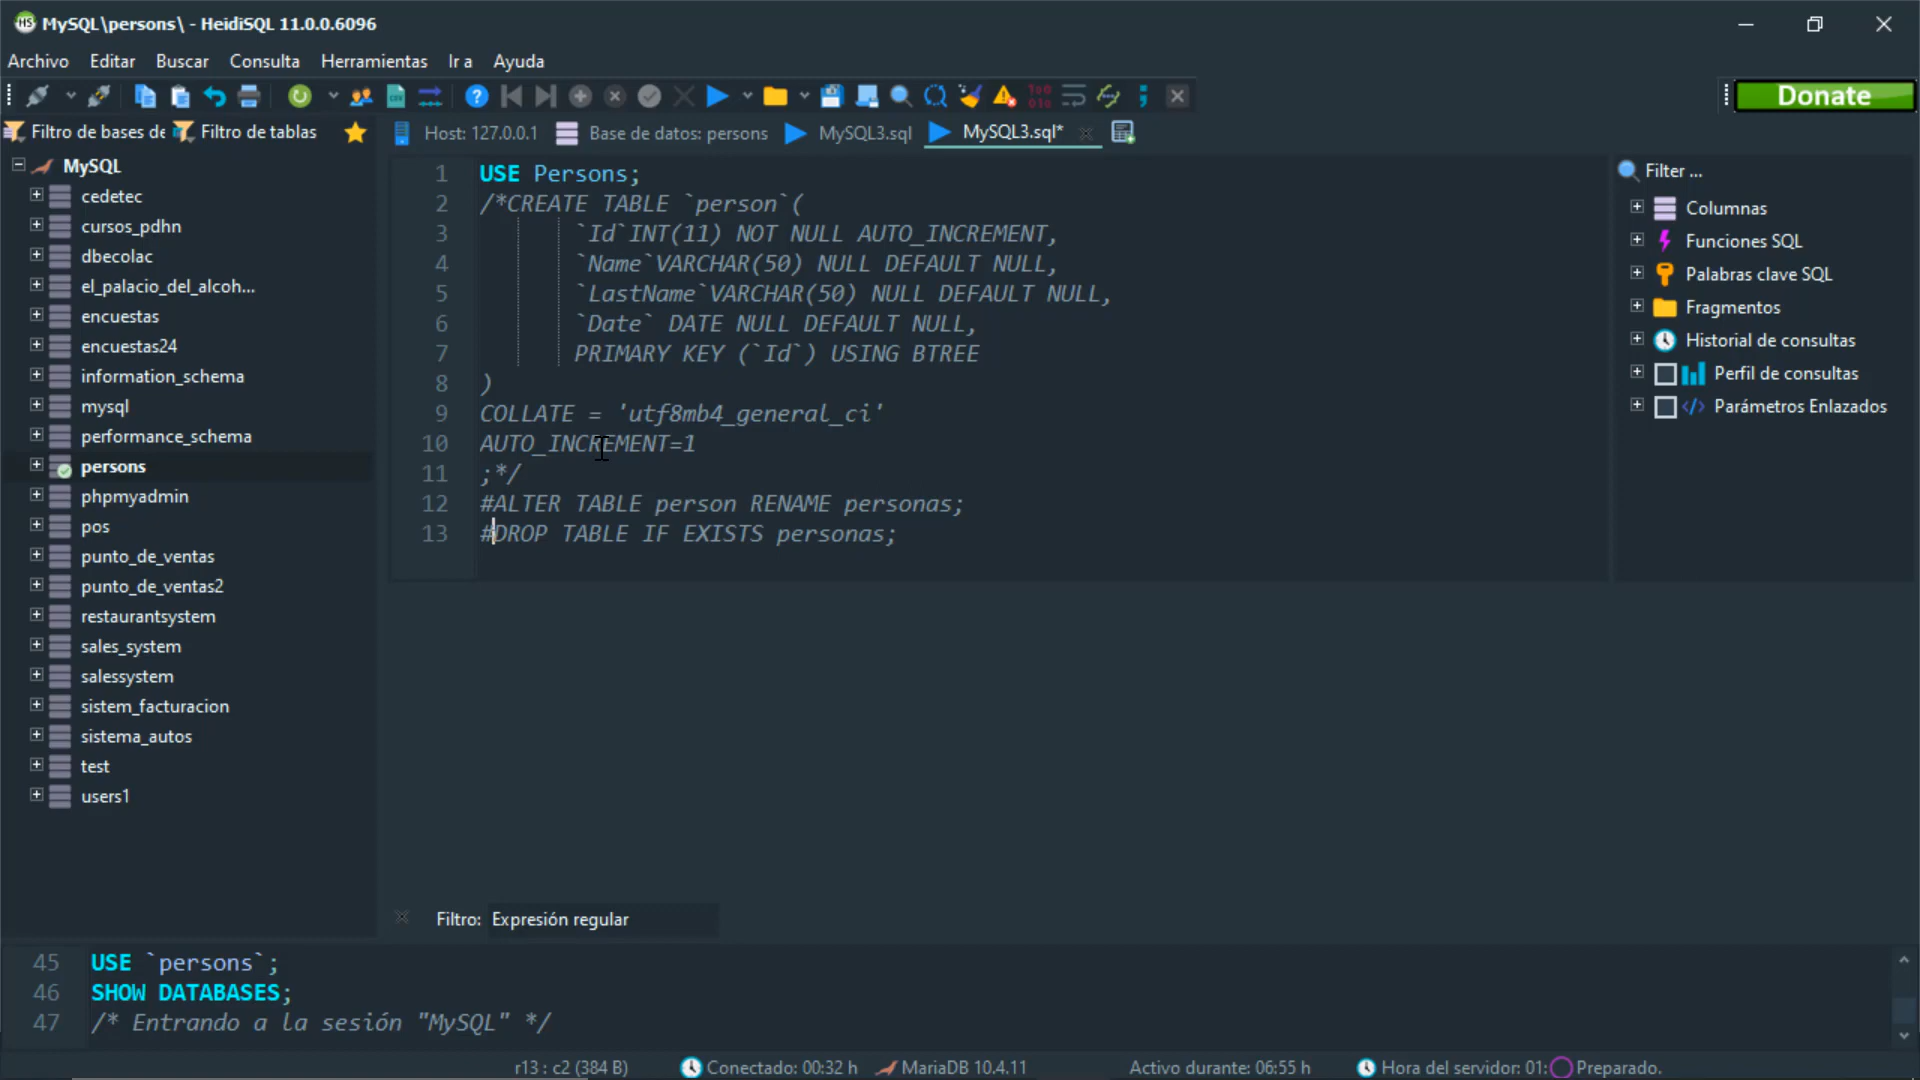 MySQL\persons\ - HeidiSQL 11.0.0.6096
Archivo Editar Buscar Consulta Herramientas Ir a Ayuda
Donate
Filtro de bases de Filtro de tablas
Host: 127.0.0.1 Base de datos: persons MySQL3.sql MySQL3.sql*
MySQL
cedetec
cursos_pdhn
dbecolac
el_palacio_del_alcoh...
encuestas
encuestas24
information_schema
mysql
performance_schema
persons
phpmyadmin
pos
punto_de_ventas
punto_de_ventas2
restaurantsystem
sales_system
salessystem
sistem_facturacion
sistema_autos
test
users1
1 USE Persons;
2 /*CREATE TABLE `person`(
3 `Id`INT(11) NOT NULL AUTO_INCREMENT,
4 `Name`VARCHAR(50) NULL DEFAULT NULL,
5 `LastName`VARCHAR(50) NULL DEFAULT NULL,
6 `Date` DATE NULL DEFAULT NULL,
7 PRIMARY KEY (`Id`) USING BTREE
8 )
9 COLLATE = 'utf8mb4_general_ci'
10 AUTO_INCREMENT=1
11 ;*/
12 #ALTER TABLE person RENAME personas;
13 #DROP TABLE IF EXISTS personas;
Filter ...
Columnas
Funciones SQL
Palabras clave SQL
Fragmentos
Historial de consultas
Perfil de consultas
Parámetros Enlazados
Filtro: Expresión regular
45 USE `persons`;
46 SHOW DATABASES;
47 /* Entrando a la sesión "MySQL" */
r13 : c2 (384 B) Conectado: 00:32 h MariaDB 10.4.11 Activo durante: 06:55 h Hora del servidor: 01: Preparado.